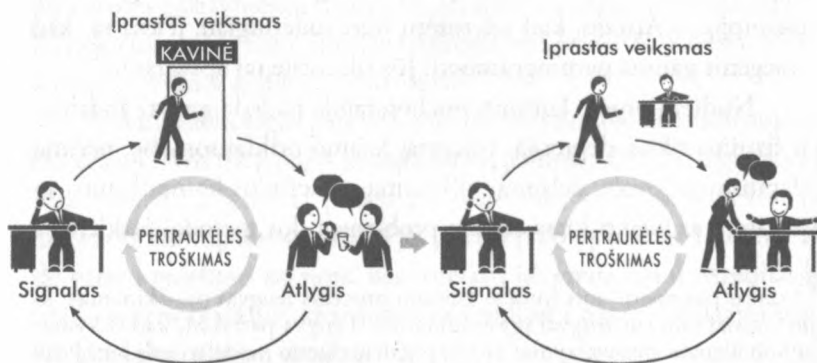 Įprastas veiksmas
KAVINĖ
PERTRAUKĖLĖS
TROŠKIMAS
Signalas
Atlygis
Įprastas veiksmas
PERTRAUKĖLĖS
TROŠKIMAS
Signalas
Atlygis